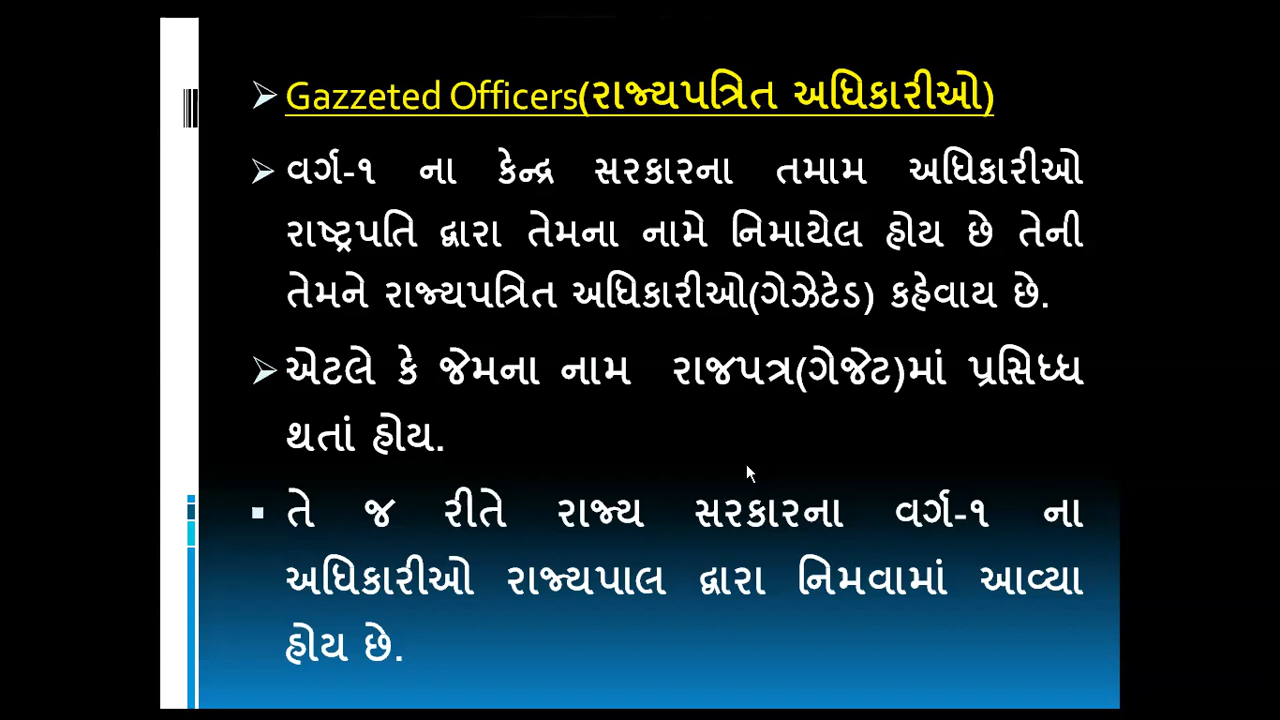 Gazzeted Officers(રાજ્યપત્રિત અધિકારીઓ)
વર્ગ-૧ ના કેન્દ્ર સરકારના તમામ અધિકારીઓ
રાષ્ટ્રપતિ દ્વારા તેમના નામે નિમાયેલ હોય છે તેની
તેમને રાજ્યપત્રિત અધિકારીઓ(ગેઝેટેડ) કહેવાય છે.
એટલે કે જેમના નામ રાજપત્ર(ગેજેટ)માં પ્રસિધ્ધ
થતાં હોય.
તે જ રીતે રાજ્ય સરકારના વર્ગ-૧ ના
અધિકારીઓ રાજ્યપાલ દ્વારા નિમવામાં આવ્યા
હોય છે.